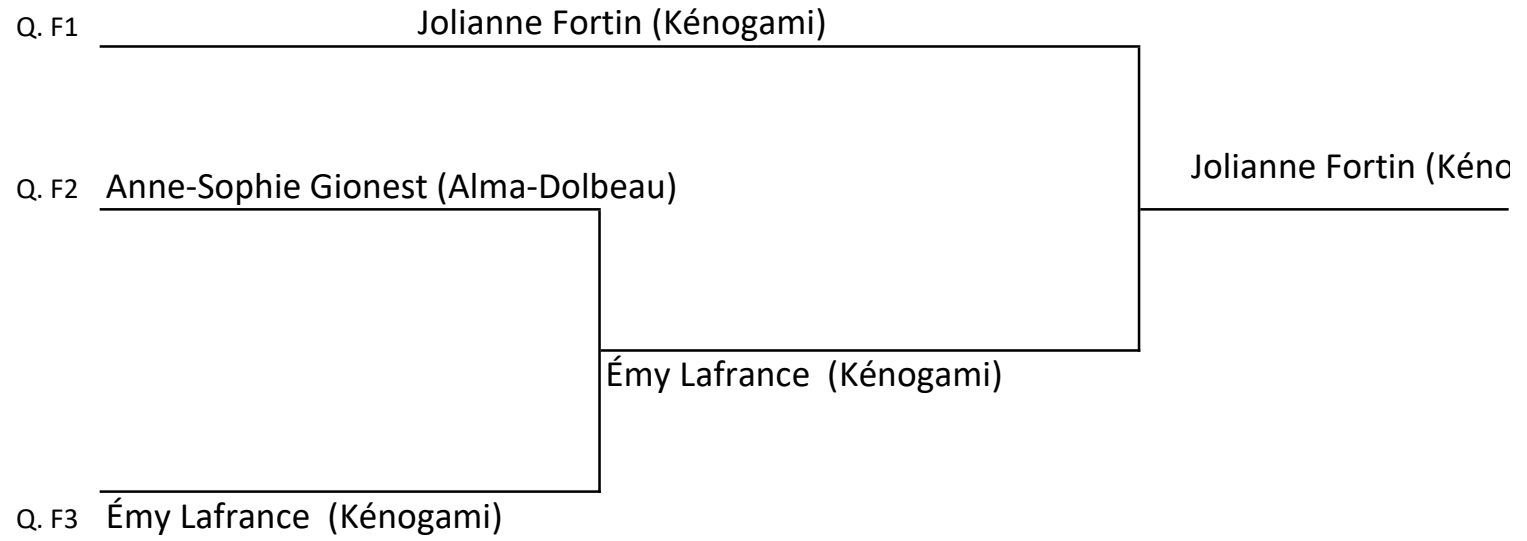 Q. F1 Jolianne Fortin (Kénogami)
Jolianne Fortin (Kéno
Q. F2 Anne-Sophie Gionest (Alma-Dolbeau)
Émy Lafrance  (Kénogami)
Q. F3 Émy Lafrance  (Kénogami)